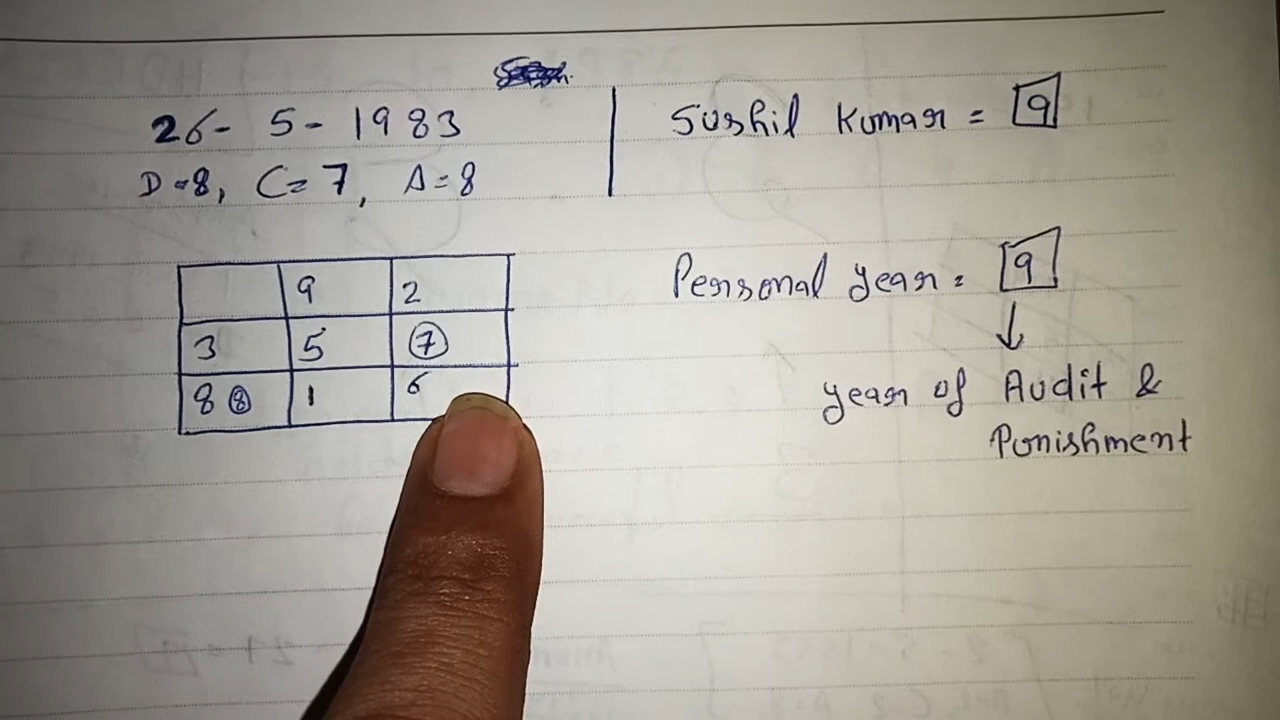 26- 5- 1983
D=8, C=7, A=8
Sushil Kumar = 9
9 2
3 5 7
8 8 1 6
Personal year = 9
↓
year of Audit &
Punishment